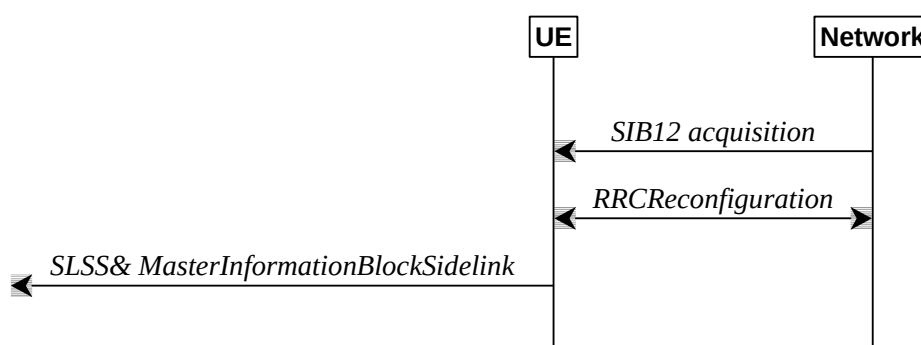 UE
Network
SIB12 acquisition
RRCReconfiguration
SLSS& MasterInformationBlockSidelink